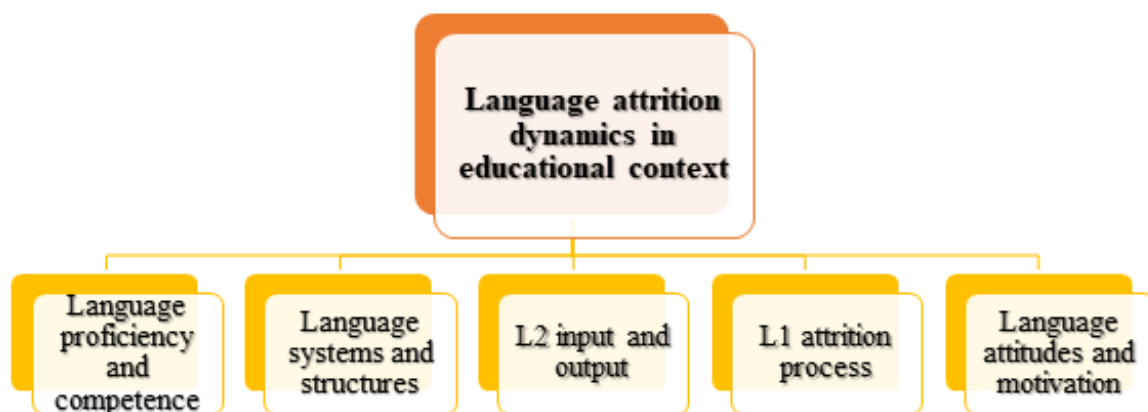 Language attrition
dynamics in
educational context
Language
proficiency
and
competence
Language
systems and
structures
L2 input and
output
L1 attrition
process
Language
attitudes and
motivation